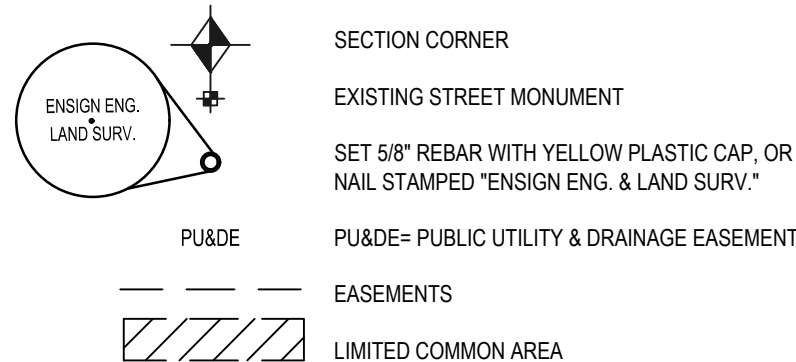 SECTION CORNER
ENSIGN ENG.
LAND SURV.
EXISTING STREET MONUMENT
SET 5/8" REBAR WITH YELLOW PLASTIC CAP, OR
NAIL STAMPED "ENSIGN ENG. & LAND SURV."
PU&DE PU&DE= PUBLIC UTILITY & DRAINAGE EASEMENT
EASEMENTS
LIMITED COMMON AREA